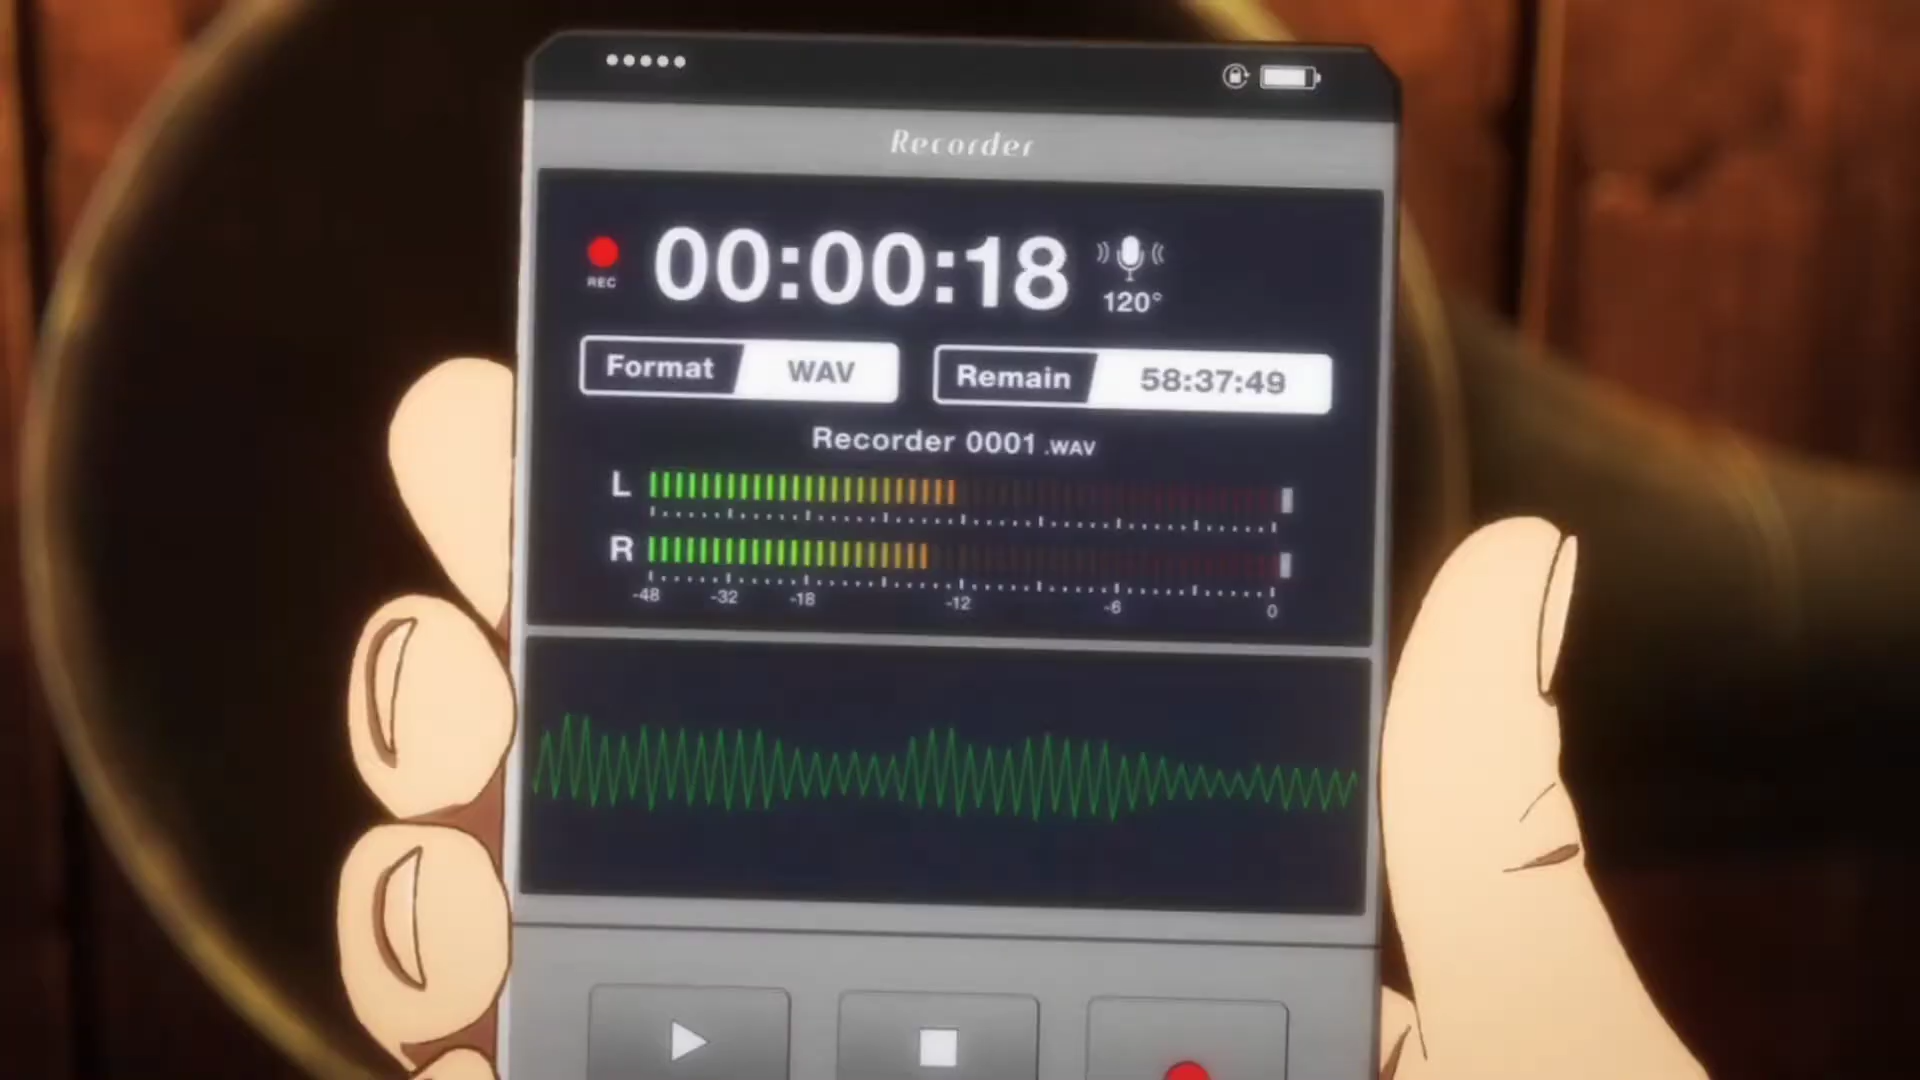 Recorder
REC 00:00:18 120°
Format WAV Remain 58:37:49
Recorder 0001.WAV
L
R
-48 -32 -18 -12 -6 0